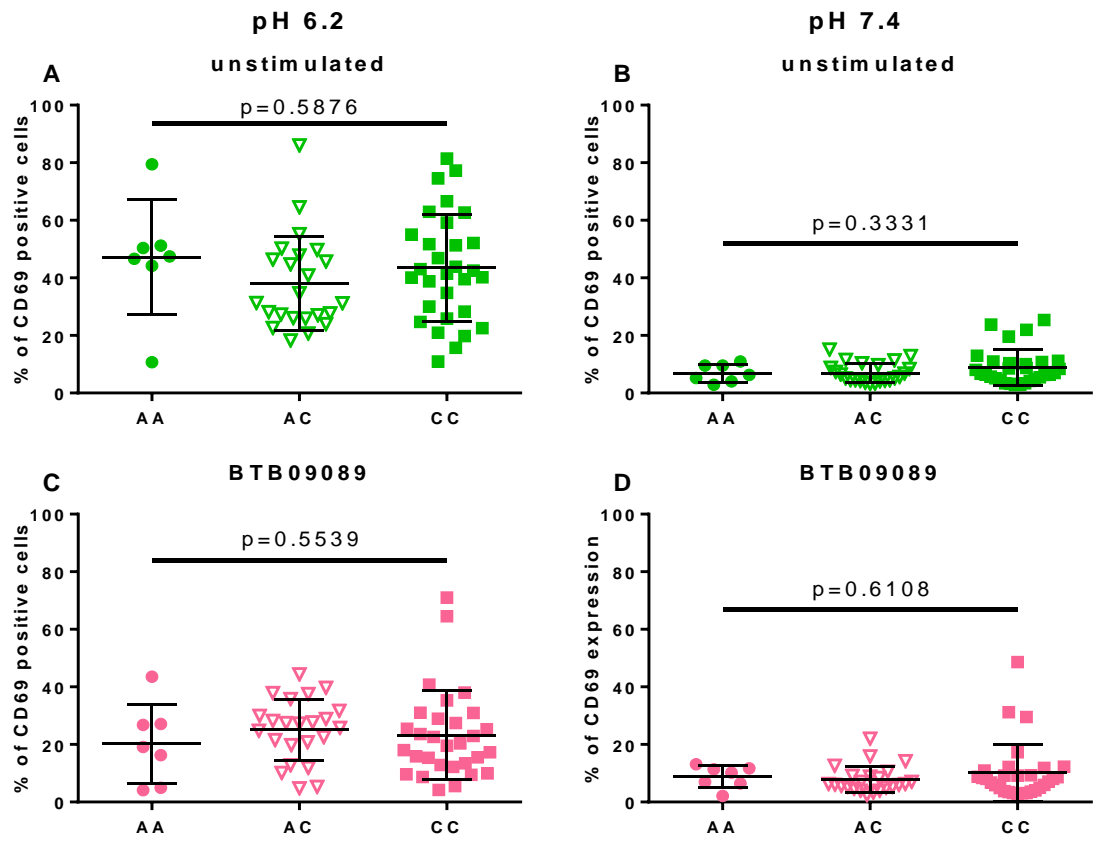 pH 6.2
pH 7.4
A
unstimulated
% of CD69 positive cells
100
80
60
40
20
0
p=0.5876
AA
AC
CC
B
unstimulated
% of CD69 positive cells
100
80
60
40
20
0
p=0.3331
AA
AC
CC
C
BTB09089
% of CD69 positive cells
100
80
60
40
20
0
p=0.5539
AA
AC
CC
D
BTB09089
% of CD69 expression
100
80
60
40
20
0
p=0.6108
AA
AC
CC